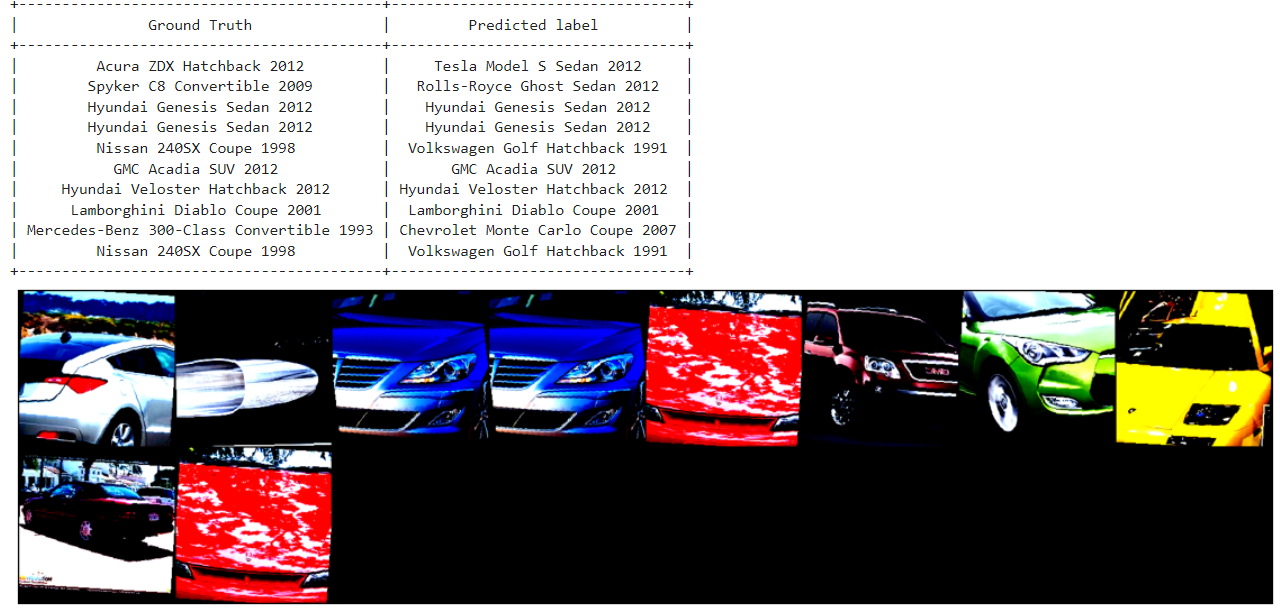 Ground Truth Predicted label
Acura ZDX Hatchback 2012 Tesla Model S Sedan 2012
Spyker C8 Convertible 2009 Rolls-Royce Ghost Sedan 2012
Hyundai Genesis Sedan 2012 Hyundai Genesis Sedan 2012
Hyundai Genesis Sedan 2012 Hyundai Genesis Sedan 2012
Nissan 240SX Coupe 1998 Volkswagen Golf Hatchback 1991
GMC Acadia SUV 2012 GMC Acadia SUV 2012
Hyundai Veloster Hatchback 2012 Hyundai Veloster Hatchback 2012
Lamborghini Diablo Coupe 2001 Lamborghini Diablo Coupe 2001
Mercedes-Benz 300-Class Convertible 1993 Chevrolet Monte Carlo Coupe 2007
Nissan 240SX Coupe 1998 Volkswagen Golf Hatchback 1991